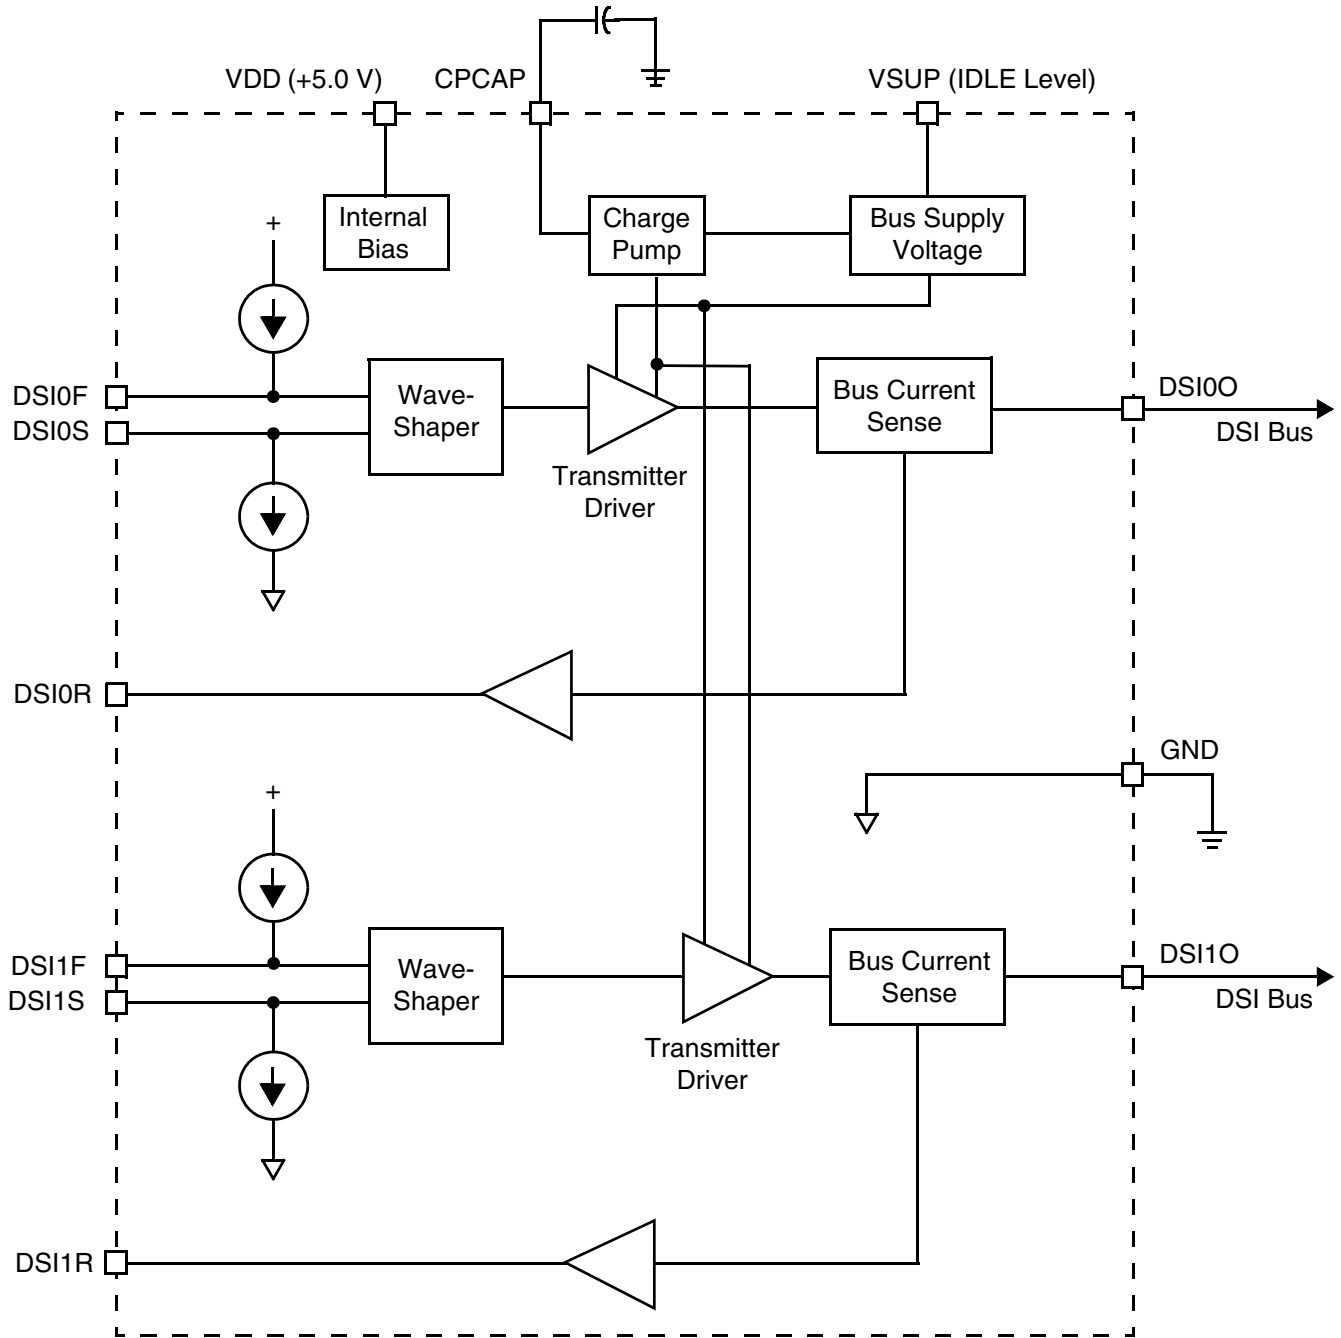 VDD (+5.0 V)
CPCAP
VSUP (IDLE Level)
Internal
Bias
Charge
Pump
Bus Supply
Voltage
+
DSI0F
DSI0S
Wave-
Shaper
Transmitter
Driver
Bus Current
Sense
DSI0O
DSI Bus
DSI0R
GND
+
DSI1F
DSI1S
Wave-
Shaper
Transmitter
Driver
Bus Current
Sense
DSI1O
DSI Bus
DSI1R